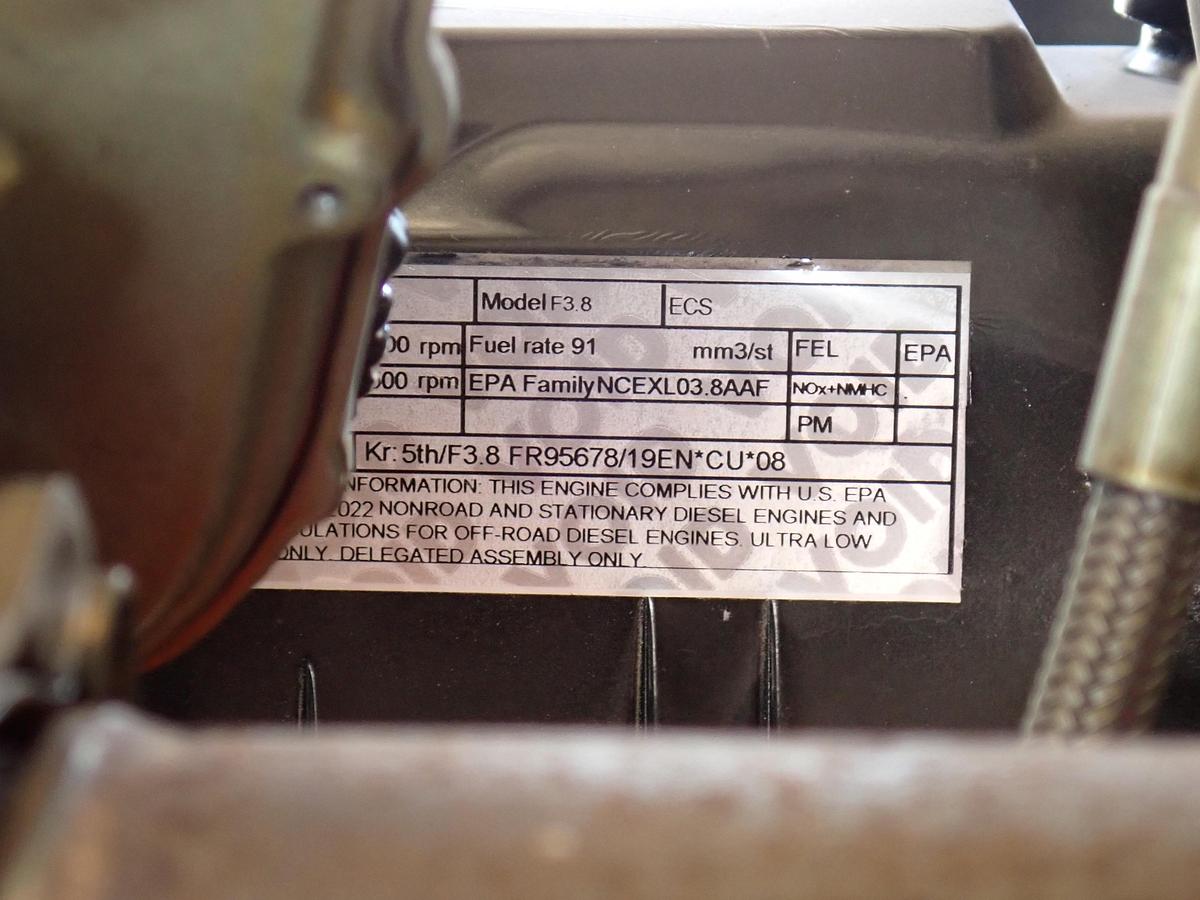 Model F3.8 ECS
rpm Fuel rate 91 mm3/st FEL EPA
rpm EPA Family NCEXL03.8AAF NOx+NMHC
PM
Kr: 5th/F3.8 FR95678/19EN*CU*08
NFORMATION: THIS ENGINE COMPLIES WITH U.S. EPA
2022 NONROAD AND STATIONARY DIESEL ENGINES AND
ULATIONS FOR OFF-ROAD DIESEL ENGINES. ULTRA LOW
ONLY. DELEGATED ASSEMBLY ONLY.